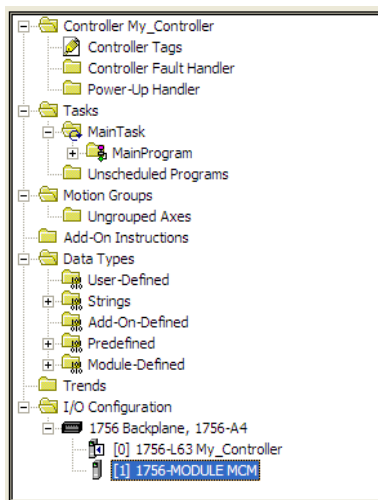 Controller My_Controller
Controller Tags
Controller Fault Handler
Power-Up Handler
Tasks
MainTask
MainProgram
Unscheduled Programs
Motion Groups
Ungrouped Axes
Add-On Instructions
Data Types
User-Defined
Strings
Add-On-Defined
Predefined
Module-Defined
Trends
I/O Configuration
1756 Backplane, 1756-A4
[0] 1756-L63 My_Controller
[1] 1756-MODULE MCM